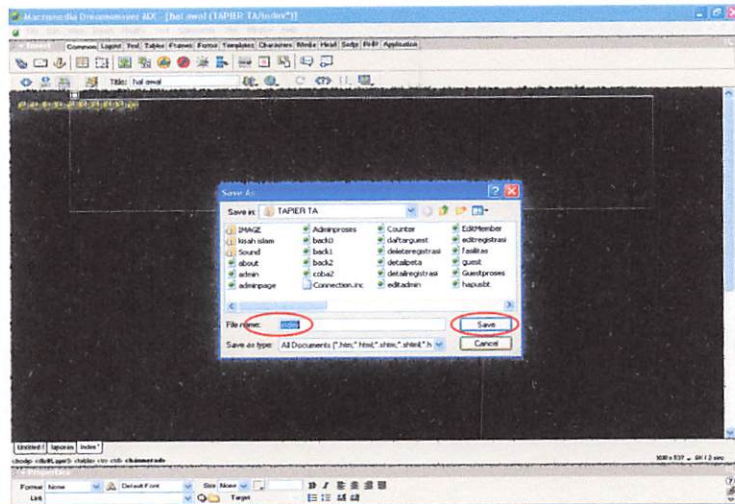 Macromedia Dreamweaver MX - [hal awal (TAPIER TA/index*)]
Common Layout Text Tables Frames Forms Templates Characters Media Head Script PHP Application
Title: hal awal
Save As
Save in: TAPIER TA
IMAGE Adminproses Counter EditMember
kisah islam back0 daftarguest editregistrasi
Sound back1 deleteregistrasi fasilitas
about back2 detailpeta guest
admin coba2 detailregistrasi Guestproses
adminpage Connection.inc editadmin hapusbt
File name: index Save
Save as type: All Documents (*.htm;*.html;*.shtm;*.shtml;*.h Cancel
laporan index*
Properties
Format None Default Font Size None
Link Target